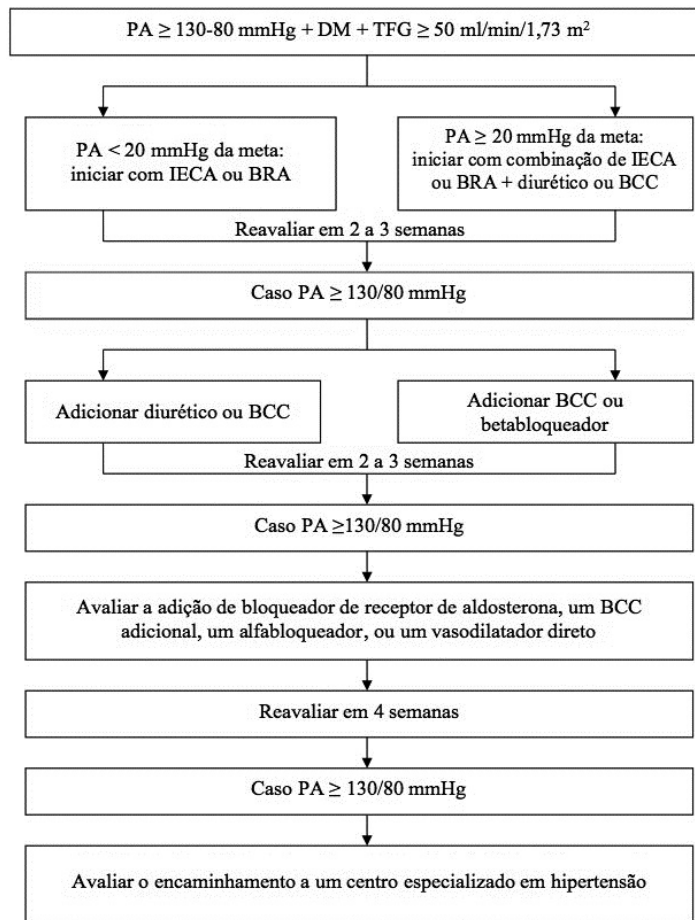 PA ≥ 130-80 mmHg + DM + TFG ≥ 50 ml/min/1,73 m²
PA < 20 mmHg da meta:
iniciar com IECA ou BRA
PA ≥ 20 mmHg da meta:
iniciar com combinação de IECA
ou BRA + diurético ou BCC
Reavaliar em 2 a 3 semanas
Caso PA ≥ 130/80 mmHg
Adicionar diurético ou BCC
Adicionar BCC ou
betabloqueador
Reavaliar em 2 a 3 semanas
Caso PA ≥130/80 mmHg
Avaliar a adição de bloqueador de receptor de aldosterona, um BCC
adicional, um alfabloqueador, ou um vasodilatador direto
Reavaliar em 4 semanas
Caso PA ≥ 130/80 mmHg
Avaliar o encaminhamento a um centro especializado em hipertensão